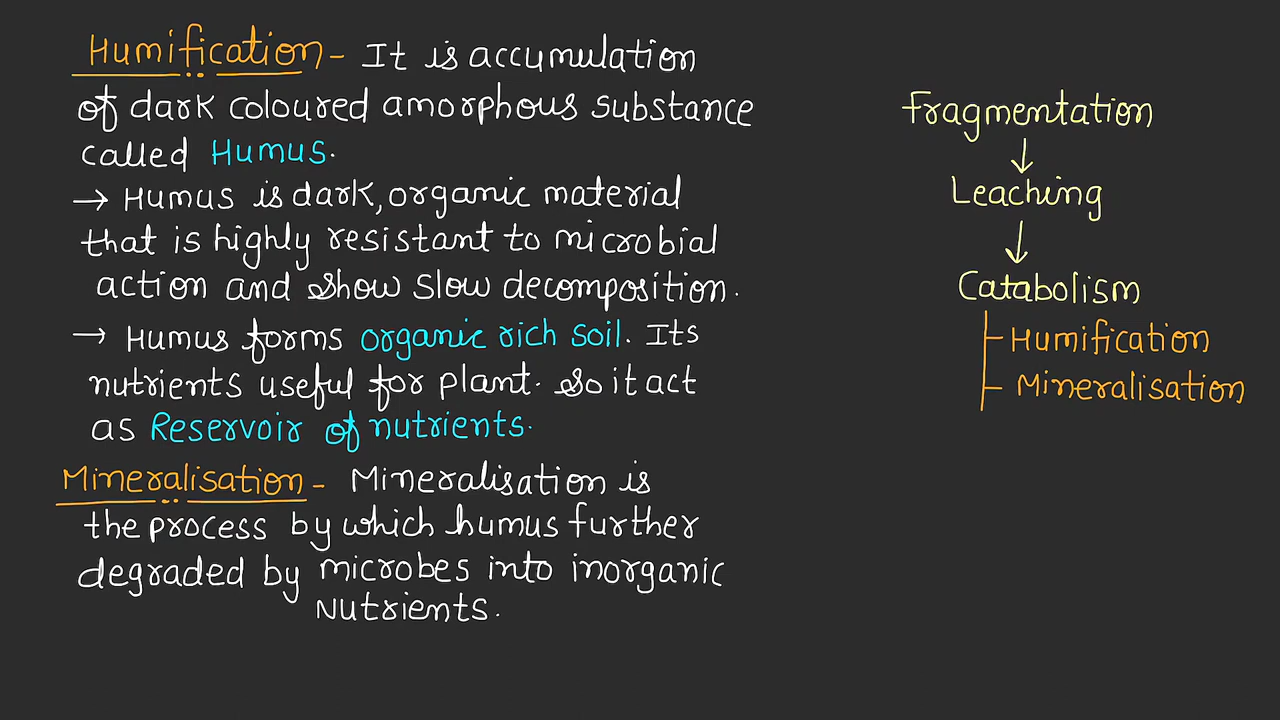 Humification - It is accumulation
of dark coloured amorphous substance
called Humus.
→ Humus is dark, organic material
that is highly resistant to microbial
action and show slow decomposition.
→ Humus forms organic rich soil. Its
nutrients useful for plant. So it act
as Reservoir of nutrients.
Mineralisation - Mineralisation is
the process by which humus further
degraded by microbes into inorganic
Nutrients.
Fragmentation
↓
Leaching
↓
Catabolism
Humification
Mineralisation